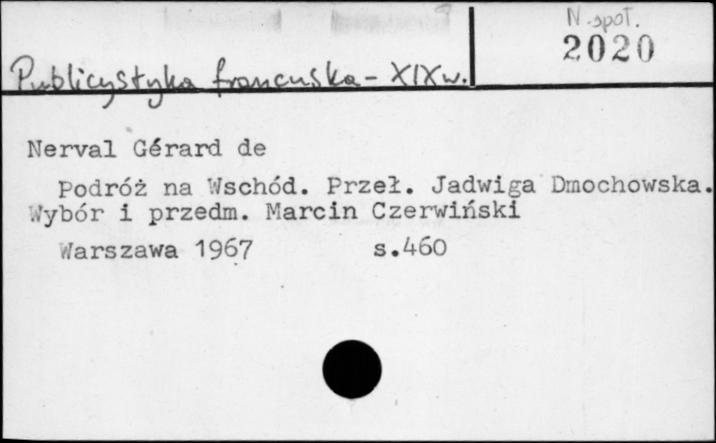 N.społ.
2020
Publicystyka francuska - XIX w.
Nerval Gérard de
Podróż na Wschód. Przeł. Jadwiga Dmochowska.
Wybór i przedm. Marcin Czerwiński
Warszawa 1967 s.460